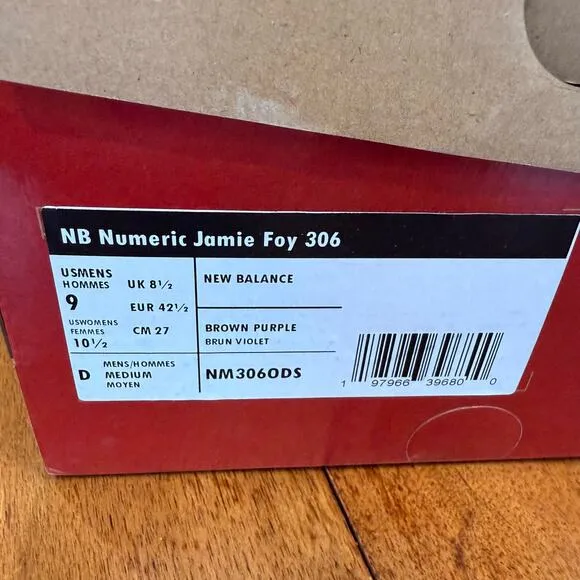 NB Numeric Jamie Foy 306
USMENS
HOMMES
9
UK 8½
EUR 42½
USWOMENS
FEMMES
10½
CM 27
D
MENS/HOMMES
MEDIUM
MOYEN
NEW BALANCE
BROWN PURPLE
BRUN VIOLET
NM306ODS
1 97966 39680 0